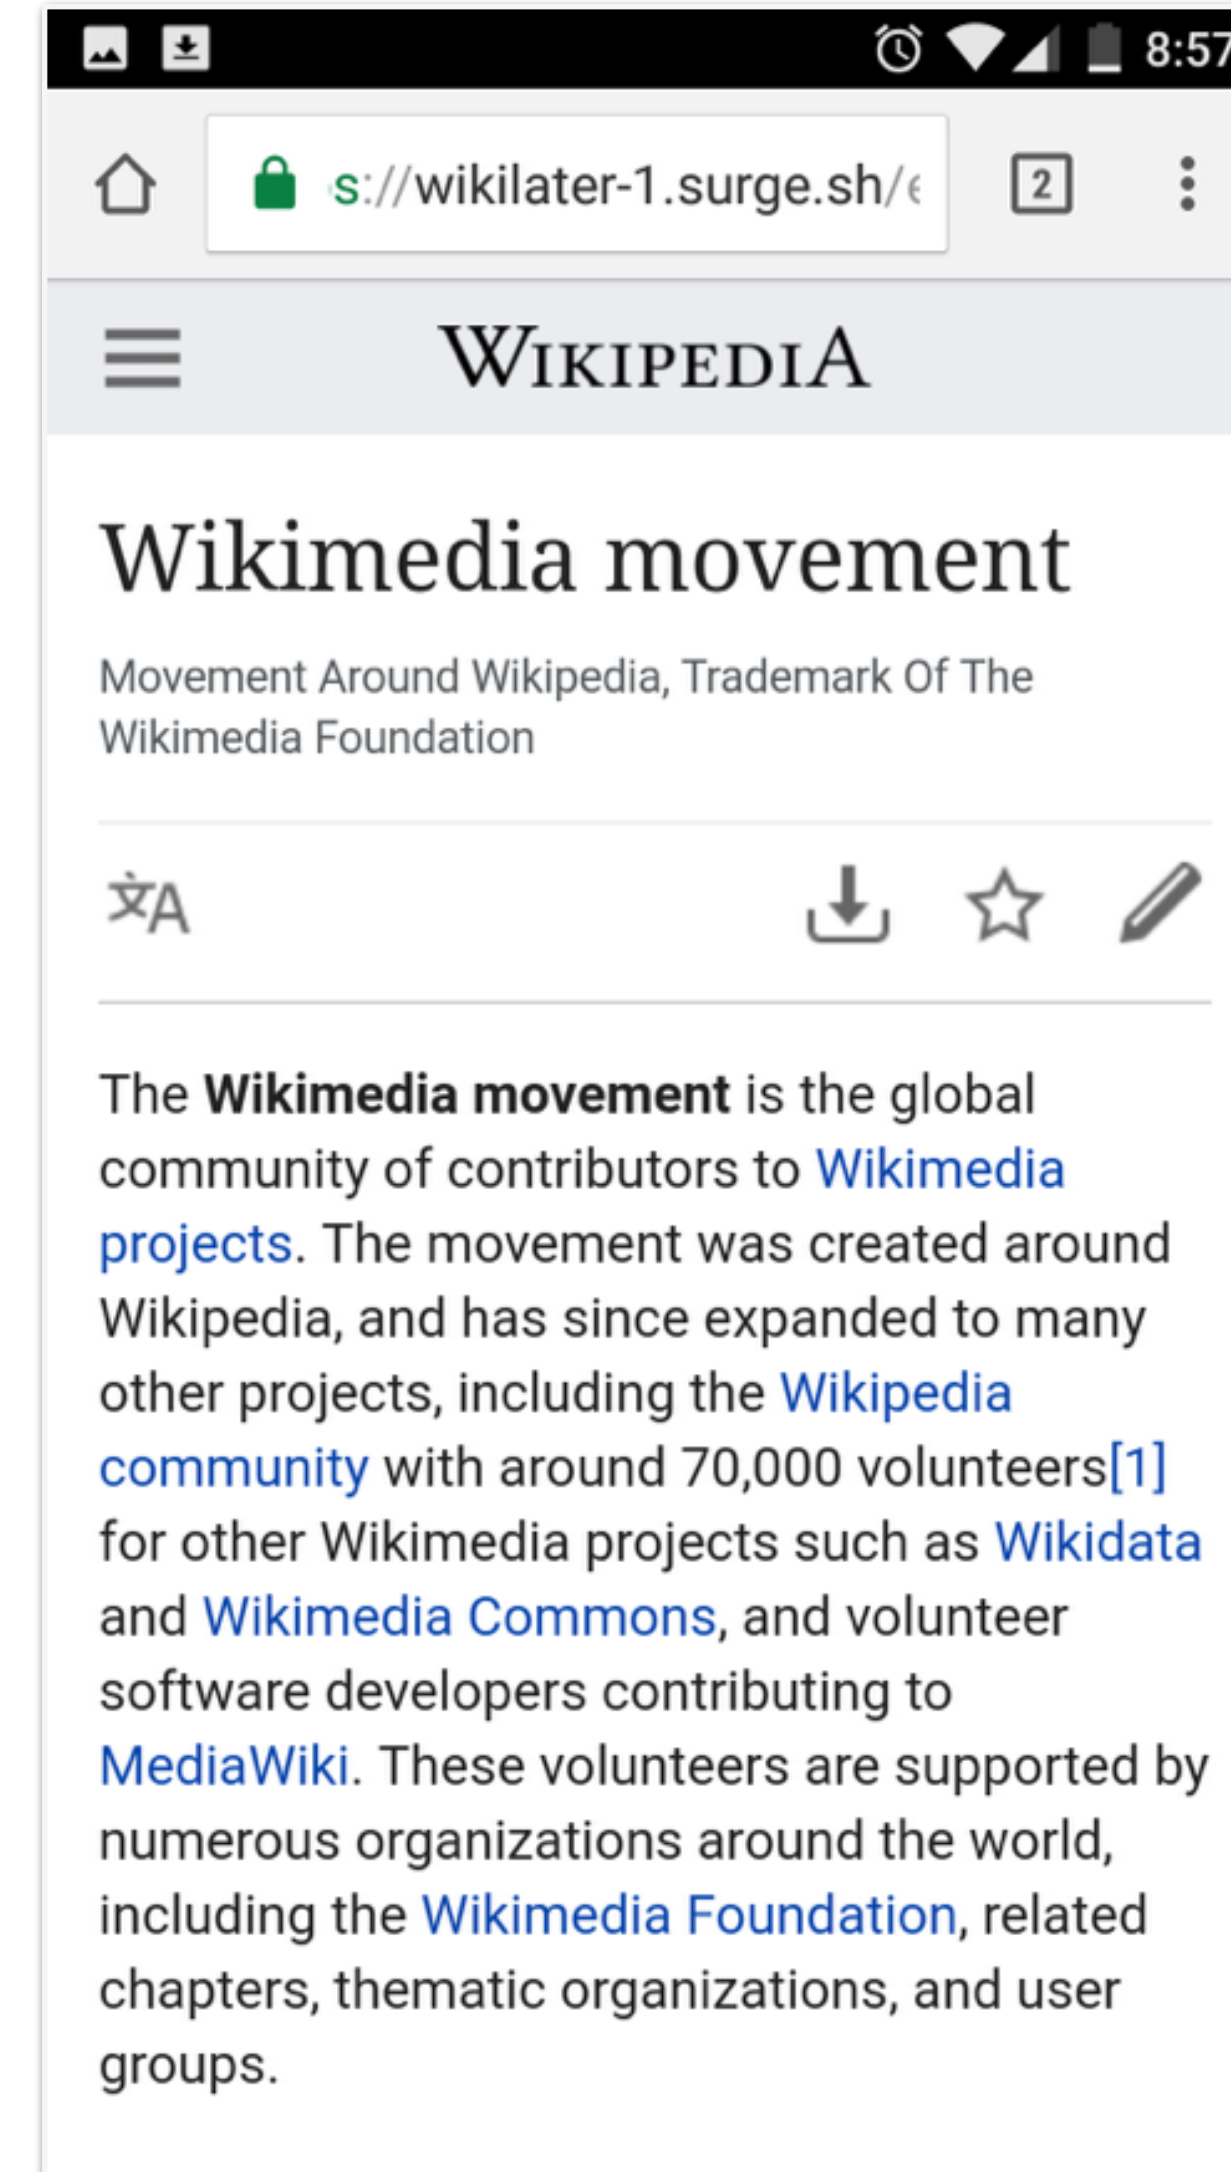 8:57
s://wikilater-1.surge.sh/e
2
WIKIPEDIA
Wikimedia movement
Movement Around Wikipedia, Trademark Of The
Wikimedia Foundation
文A
The Wikimedia movement is the global
community of contributors to Wikimedia
projects. The movement was created around
Wikipedia, and has since expanded to many
other projects, including the Wikipedia
community with around 70,000 volunteers[1]
for other Wikimedia projects such as Wikidata
and Wikimedia Commons, and volunteer
software developers contributing to
MediaWiki. These volunteers are supported by
numerous organizations around the world,
including the Wikimedia Foundation, related
chapters, thematic organizations, and user
groups.